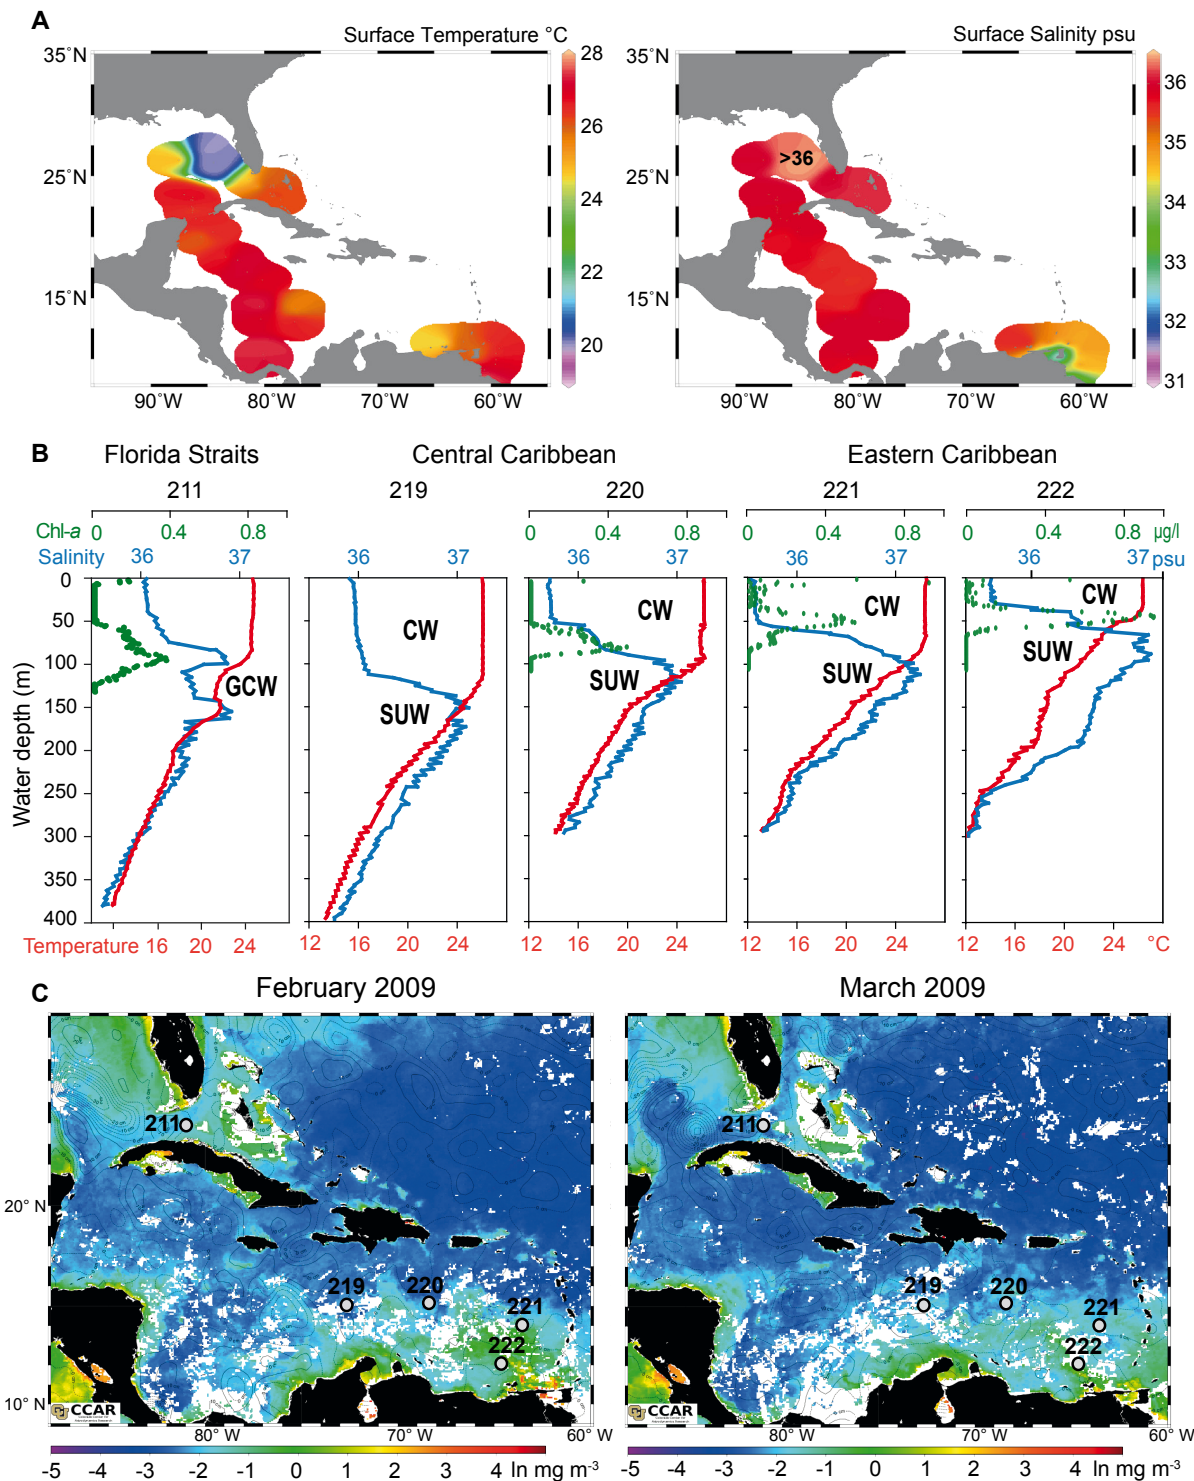 A
Surface Temperature °C
Surface Salinity psu
35°N
25°N
15°N
90°W 80°W 70°W 60°W
28
26
24
22
20
35°N
25°N
15°N
90°W 80°W 70°W 60°W
>36
36
35
34
33
32
31
B
Florida Straits
Central Caribbean
Eastern Caribbean
211
219
220
221
222
Chl-a 0 0.4 0.8
0 0.4 0.8
0 0.4 0.8
0 0.4 0.8 µg/l
Salinity 36 37
36 37
36 37
36 37
36 37 psu
Water depth (m)
0
50
100
150
200
250
300
350
400
GCW
CW
SUW
CW
SUW
CW
SUW
CW
SUW
Temperature 16 20 24
12 16 20 24
12 16 20 24
12 16 20 24
12 16 20 24 °C
C
February 2009
March 2009
211
219
220
221
222
211
219
220
221
222
20° N
10° N
CCAR
CCAR
80°W 70°W 60° W
80°W 70°W 60° W
-5 -4 -3 -2 -1 0 1 2 3 4 ln mg m-3
-5 -4 -3 -2 -1 0 1 2 3 4 ln mg m-3